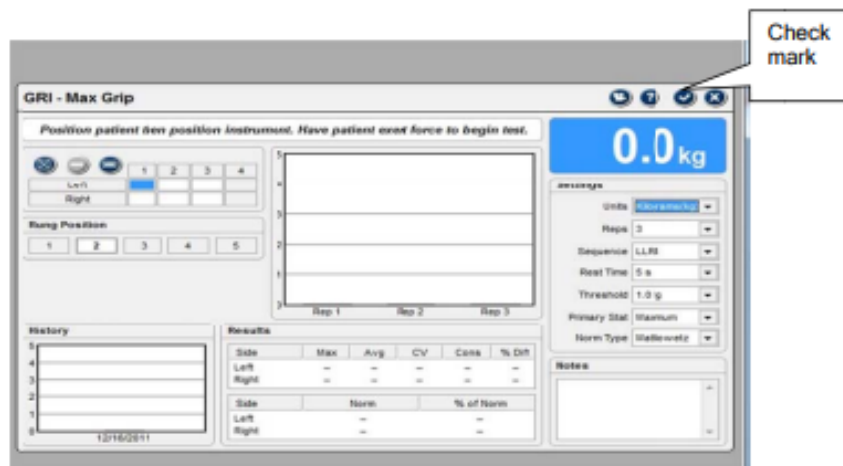 Check
mark
GRI - Max Grip
Position patient then position instrument. Have patient exert force to begin test.
0.0 kg
1 2 3 4
Left
Right
Rung Position
1 2 3 4 5
5
4
3
2
1
0
Rep 1 Rep 2 Rep 3
Settings
Units Kilograms(kg)
Reps 3
Sequence LLRR
Rest Time 5 s
Threshold
Primary Stat Maximum
Norm Type Mathiowetz
History
5
4
3
2
1
0
12/16/2011
Results
Side Max Avg CV Cons % Diff
Left -- -- -- -- --
Right -- -- -- -- --
Side Norm % of Norm
Left -- --
Right -- --
Notes